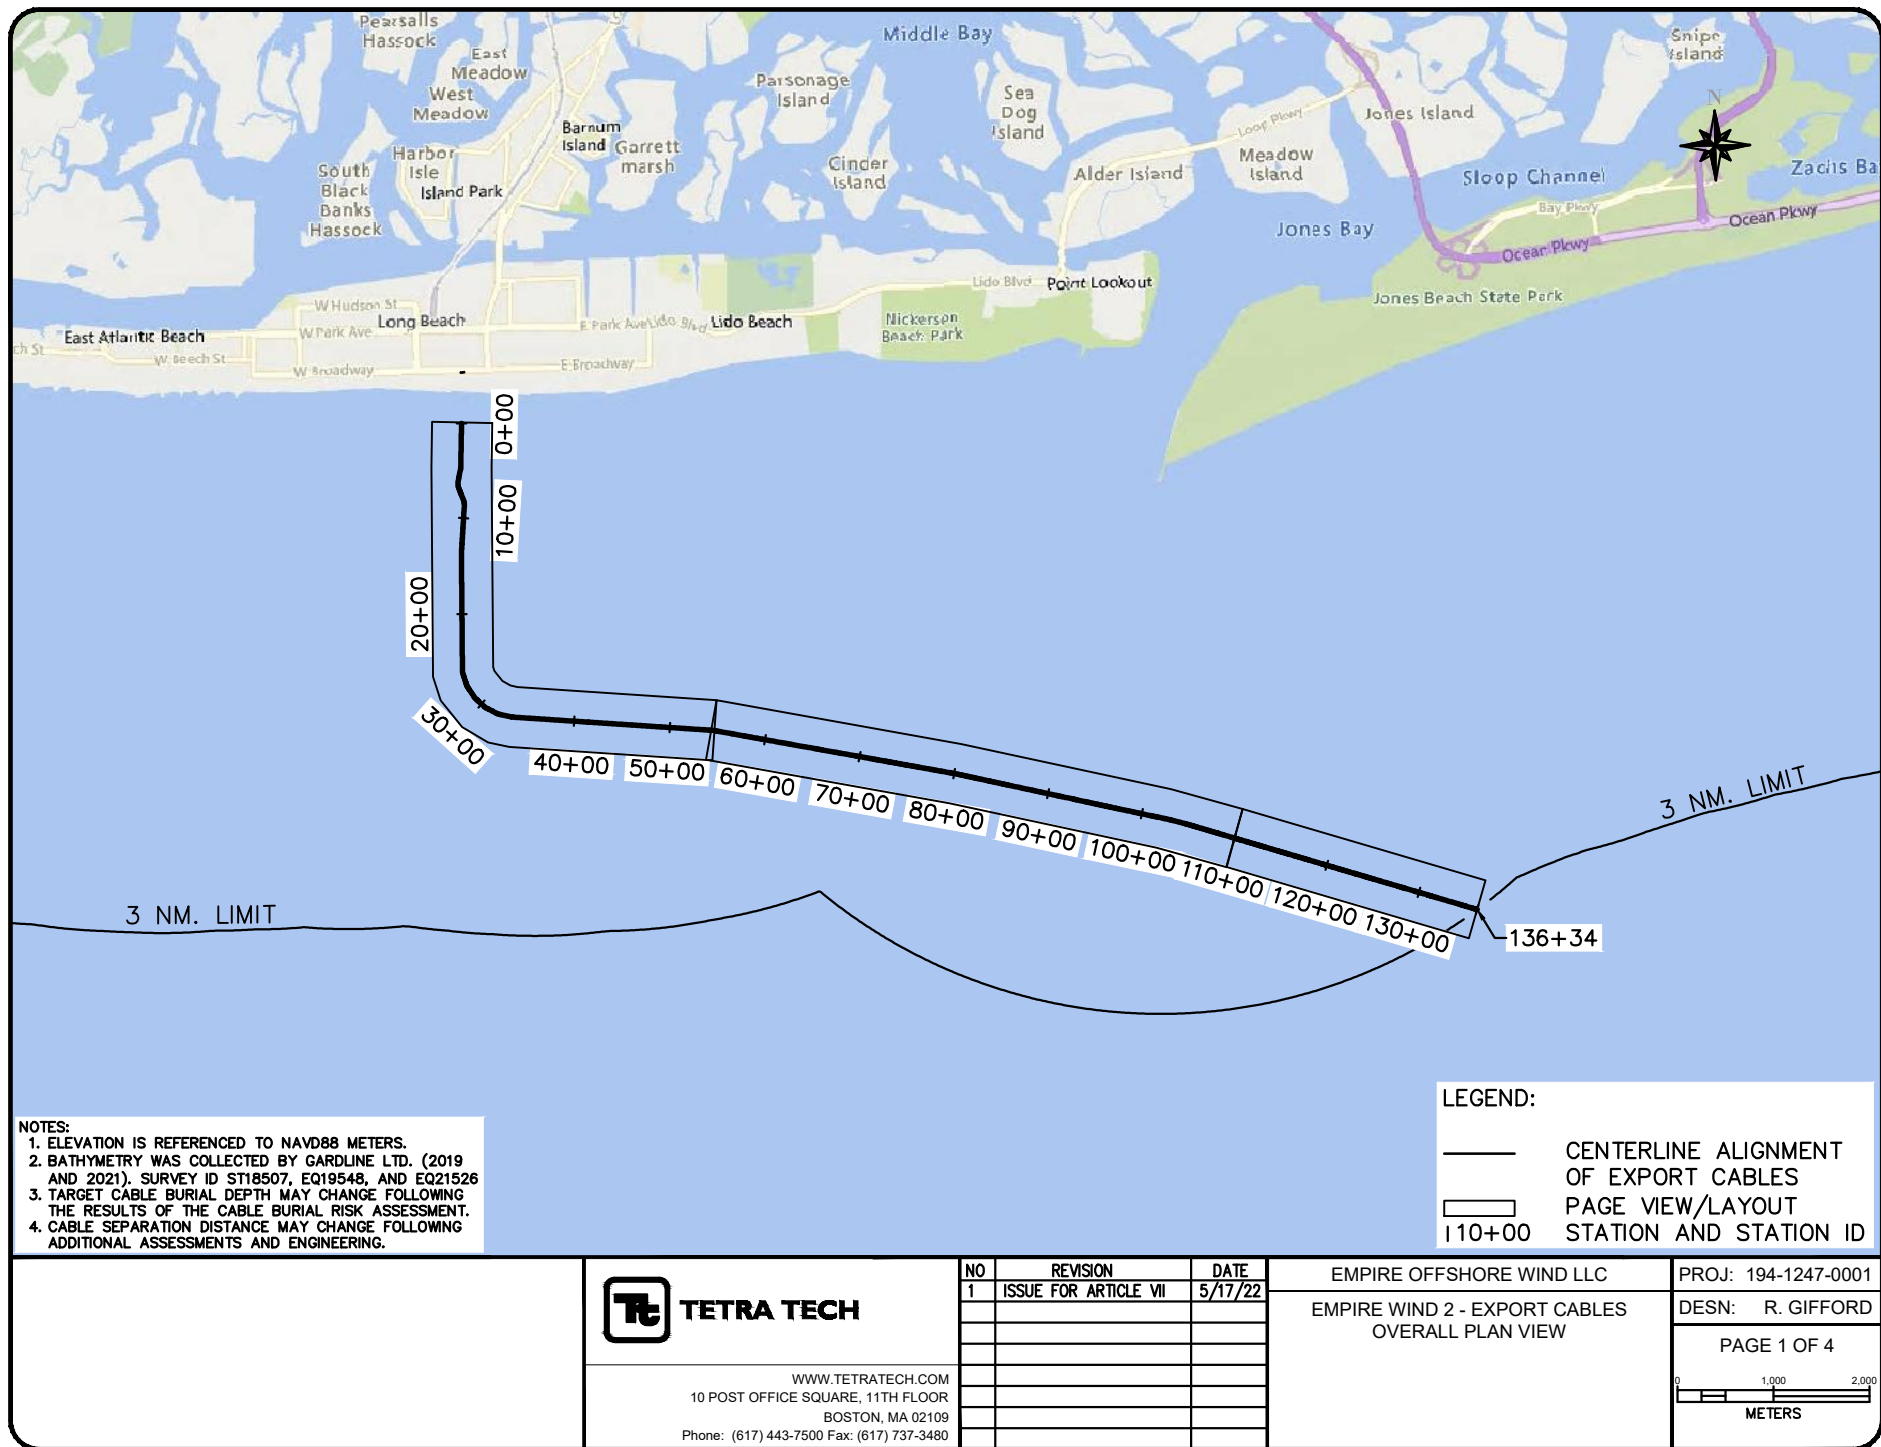 Pearsalls
Hassock
Middle Bay
Snipe
Island
East
Meadow
West
Meadow
Parsonage
Island
Sea
Dog
Island
Jones Island
N
Barnum
Island
Garrett
marsh
Loop Pkwy
Harbor
Isle
Island Park
South
Black
Banks
Hassock
Cinder
Island
Alder Island
Meadow
Island
Sloop Channel
Zachs Ba
Bay Pkwy
Ocean Pkwy
Ocean Pkwy
Jones Bay
Lido Blvd
Point Lookout
Jones Beach State Park
W Hudson St
Long Beach
W Park Ave
E Park Ave
Lido Blvd
Lido Beach
Nickerson
Beach Park
East Atlantic Beach
ch St
W Beech St
W Broadway
E Broadway
0+00
10+00
20+00
30+00
40+00
50+00
60+00
70+00
80+00
90+00
100+00
110+00
120+00
130+00
136+34
3 NM. LIMIT
3 NM. LIMIT
NOTES:
1. ELEVATION IS REFERENCED TO NAVD88 METERS.
2. BATHYMETRY WAS COLLECTED BY GARDLINE LTD. (2019
AND 2021). SURVEY ID ST18507, EQ19548, AND EQ21526
3. TARGET CABLE BURIAL DEPTH MAY CHANGE FOLLOWING
THE RESULTS OF THE CABLE BURIAL RISK ASSESSMENT.
4. CABLE SEPARATION DISTANCE MAY CHANGE FOLLOWING
ADDITIONAL ASSESSMENTS AND ENGINEERING.
LEGEND:
CENTERLINE ALIGNMENT
OF EXPORT CABLES
PAGE VIEW/LAYOUT
10+00 STATION AND STATION ID
Tt TETRA TECH
WWW.TETRATECH.COM
10 POST OFFICE SQUARE, 11TH FLOOR
BOSTON, MA 02109
Phone: (617) 443-7500 Fax: (617) 737-3480
NO REVISION DATE
1 ISSUE FOR ARTICLE VII 5/17/22
EMPIRE OFFSHORE WIND LLC
EMPIRE WIND 2 - EXPORT CABLES
OVERALL PLAN VIEW
PROJ: 194-1247-0001
DESN: R. GIFFORD
PAGE 1 OF 4
0 1,000 2,000
METERS